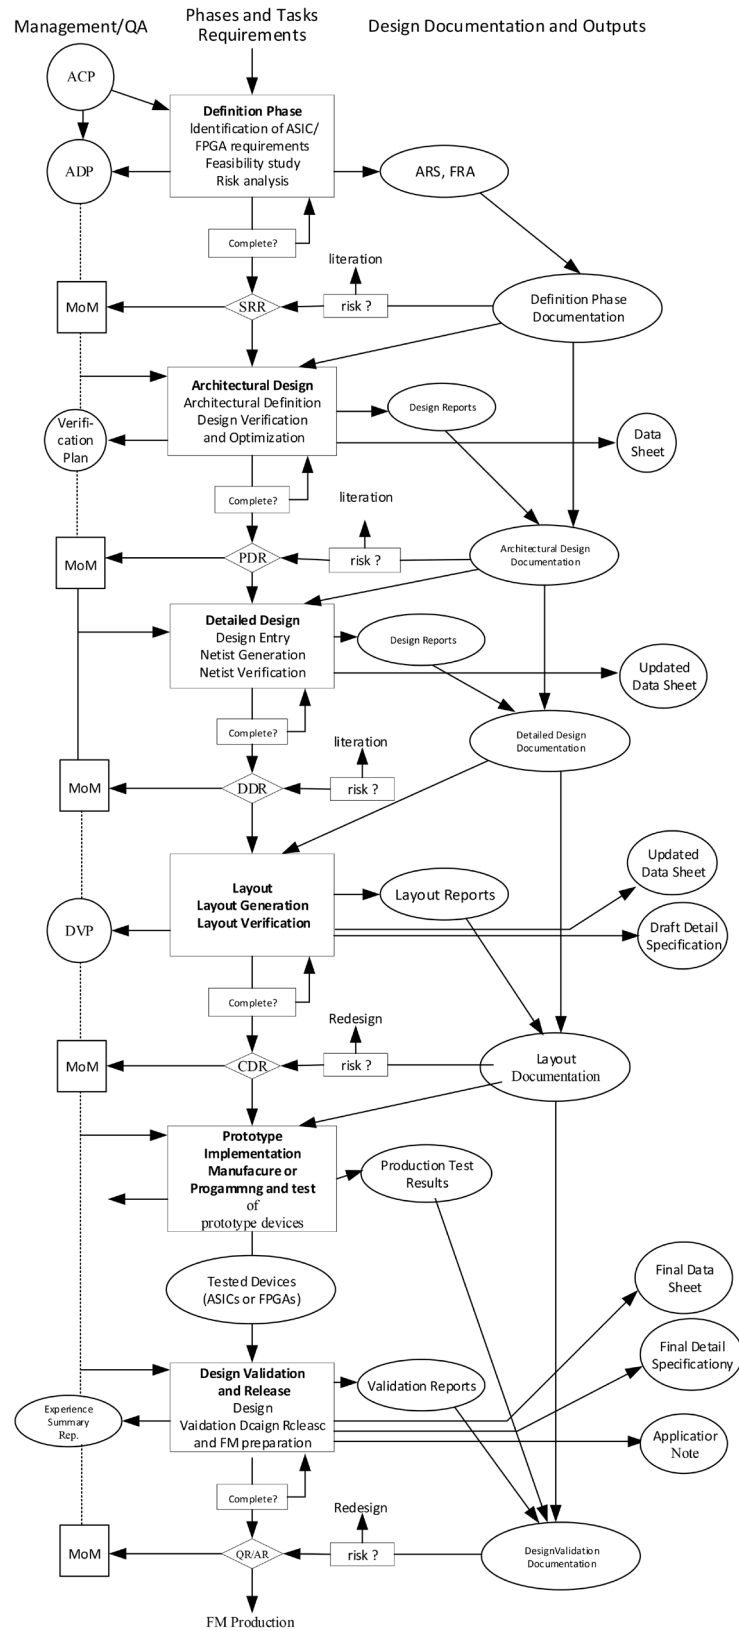 Management/QA
Phases and Tasks
Requirements
Design Documentation and Outputs
ACP
Definition Phase
Identification of ASIC/
FPGA requirements
Feasibility study
Risk analysis
ADP
ARS, FRA
Complete?
literation
MoM
SRR
risk ?
Definition Phase
Documentation
Architectural Design
Architectural Definition
Design Verification
and Optimization
Design Reports
Verifi-
cation
Plan
Data
Sheet
Complete?
literation
MoM
PDR
risk ?
Architectural Design
Documentation
Detailed Design
Design Entry
Netist Generation
Netist Verification
Design Reports
Updated
Data Sheet
Complete?
literation
Detailed Design
Documentation
MoM
DDR
risk ?
Layout
Layout Generation
Layout Verification
Layout Reports
Updated
Data Sheet
DVP
Draft Detail
Specification
Complete?
Redesign
MoM
CDR
risk ?
Layout
Documentation
Prototype
Implementation
Manufacure or
Progammng and test
of
prototype devices
Production Test
Results
Tested Devices
(ASICs or FPGAs)
Final Data
Sheet
Final Detail
Specificationy
Design Validation
and Release
Design
Vaidation Dcaign Rcleasc
and FM preparation
Validation Reports
Experience
Summary
Rep.
Applicatior
Note
Complete?
Redesign
MoM
QR/AR
risk ?
DesignValidation
Documentation
FM Production